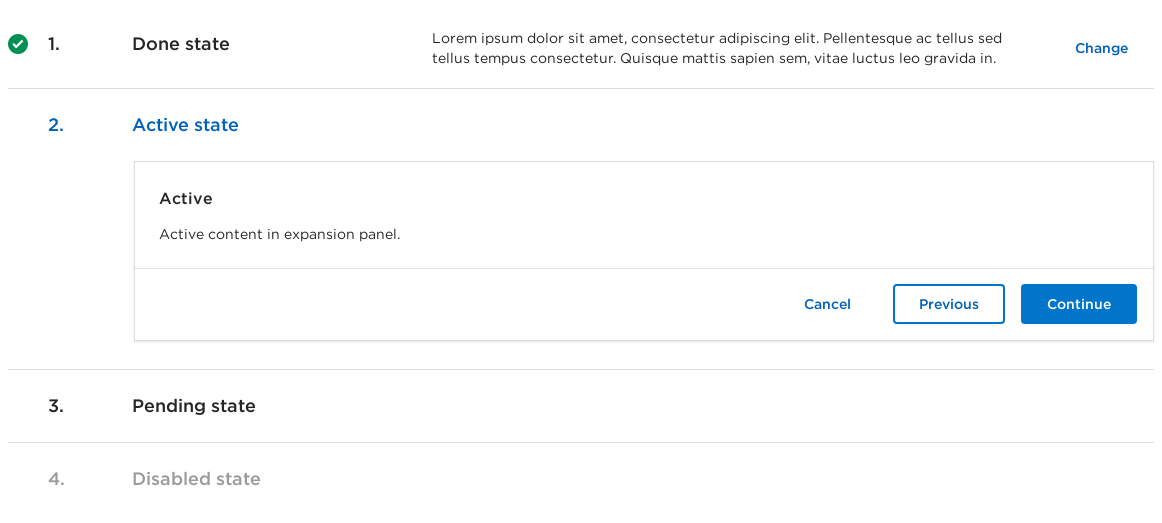 1. Done state
Lorem ipsum dolor sit amet, consectetur adipiscing elit. Pellentesque ac tellus sed
tellus tempus consectetur. Quisque mattis sapien sem, vitae luctus leo gravida in.
Change
2. Active state
Active
Active content in expansion panel.
Cancel Previous Continue
3. Pending state
4. Disabled state